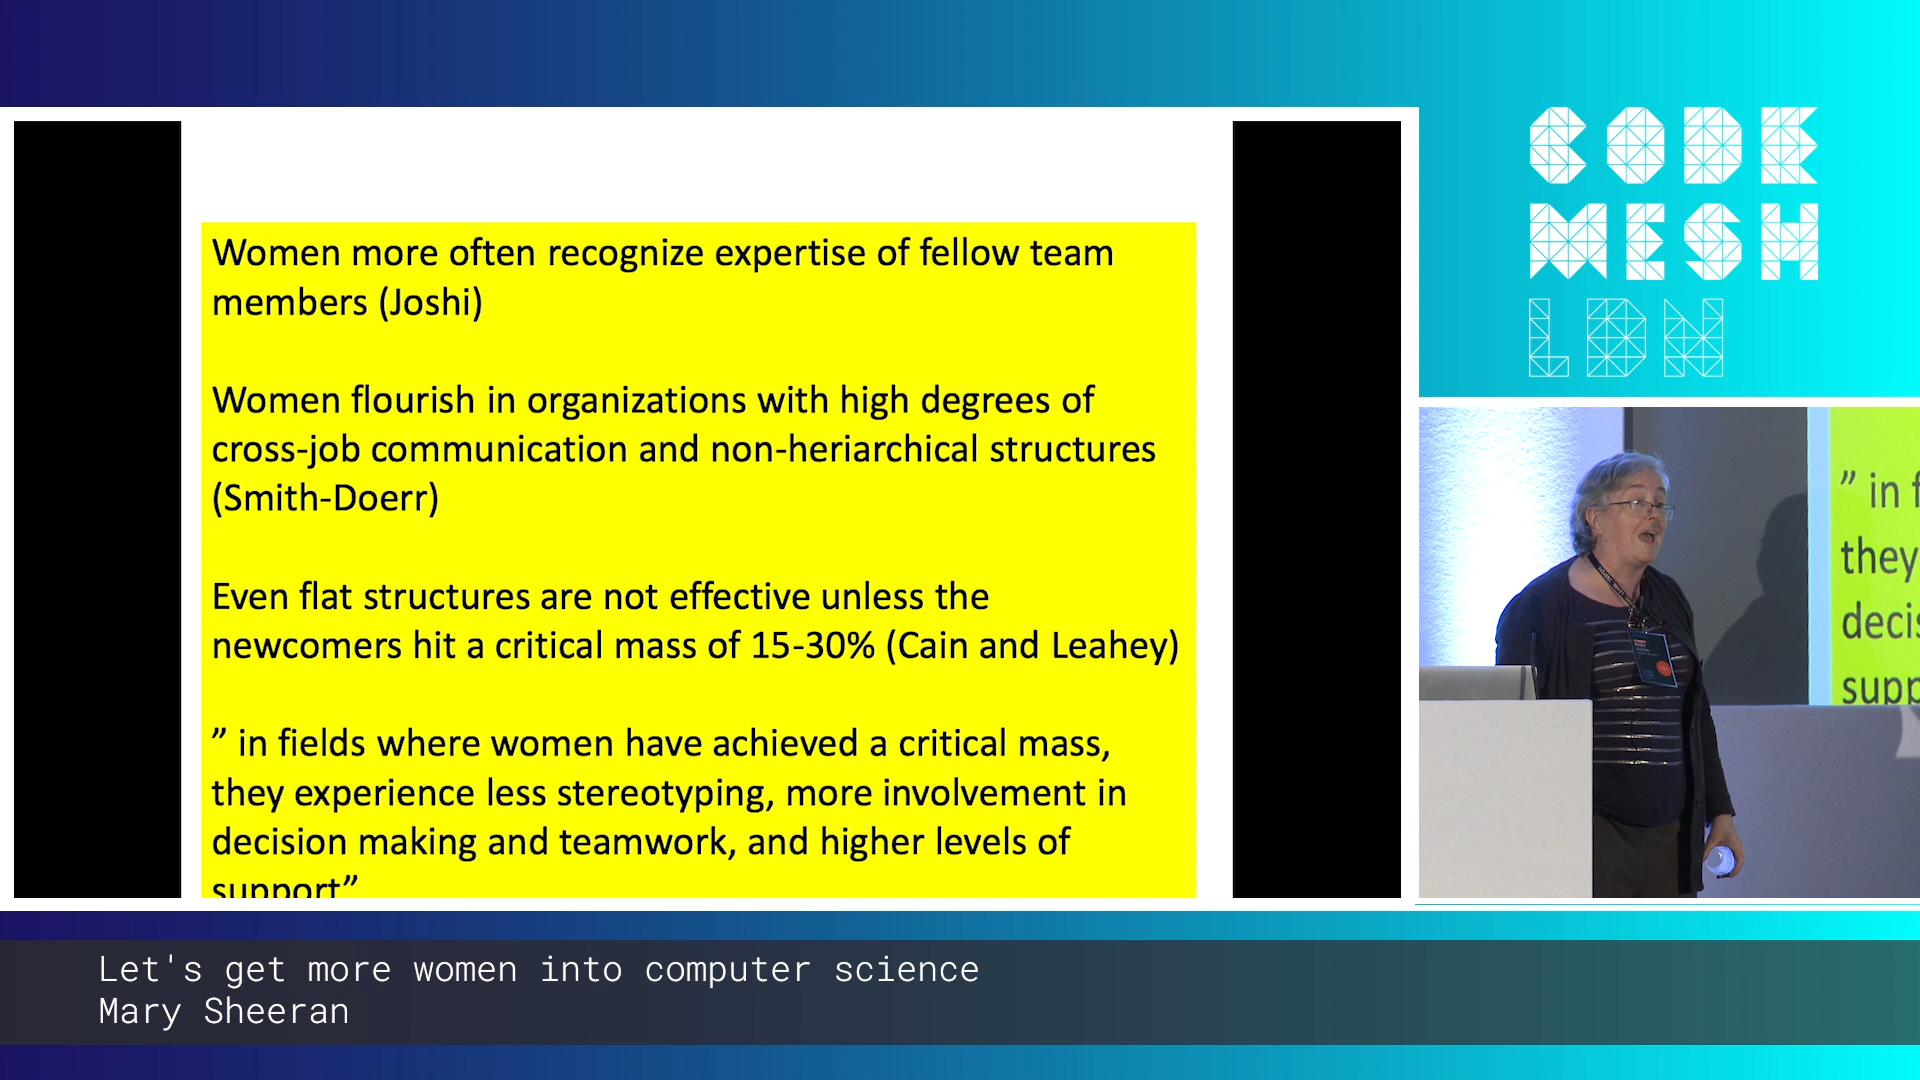 Women more often recognize expertise of fellow team
members (Joshi)
Women flourish in organizations with high degrees of
cross-job communication and non-heriarchical structures
(Smith-Doerr)
Even flat structures are not effective unless the
newcomers hit a critical mass of 15-30% (Cain and Leahey)
” in fields where women have achieved a critical mass,
they experience less stereotyping, more involvement in
decision making and teamwork, and higher levels of
support”
CODE
MESH
LDN
” in f
they
decis
supp
Let's get more women into computer science
Mary Sheeran